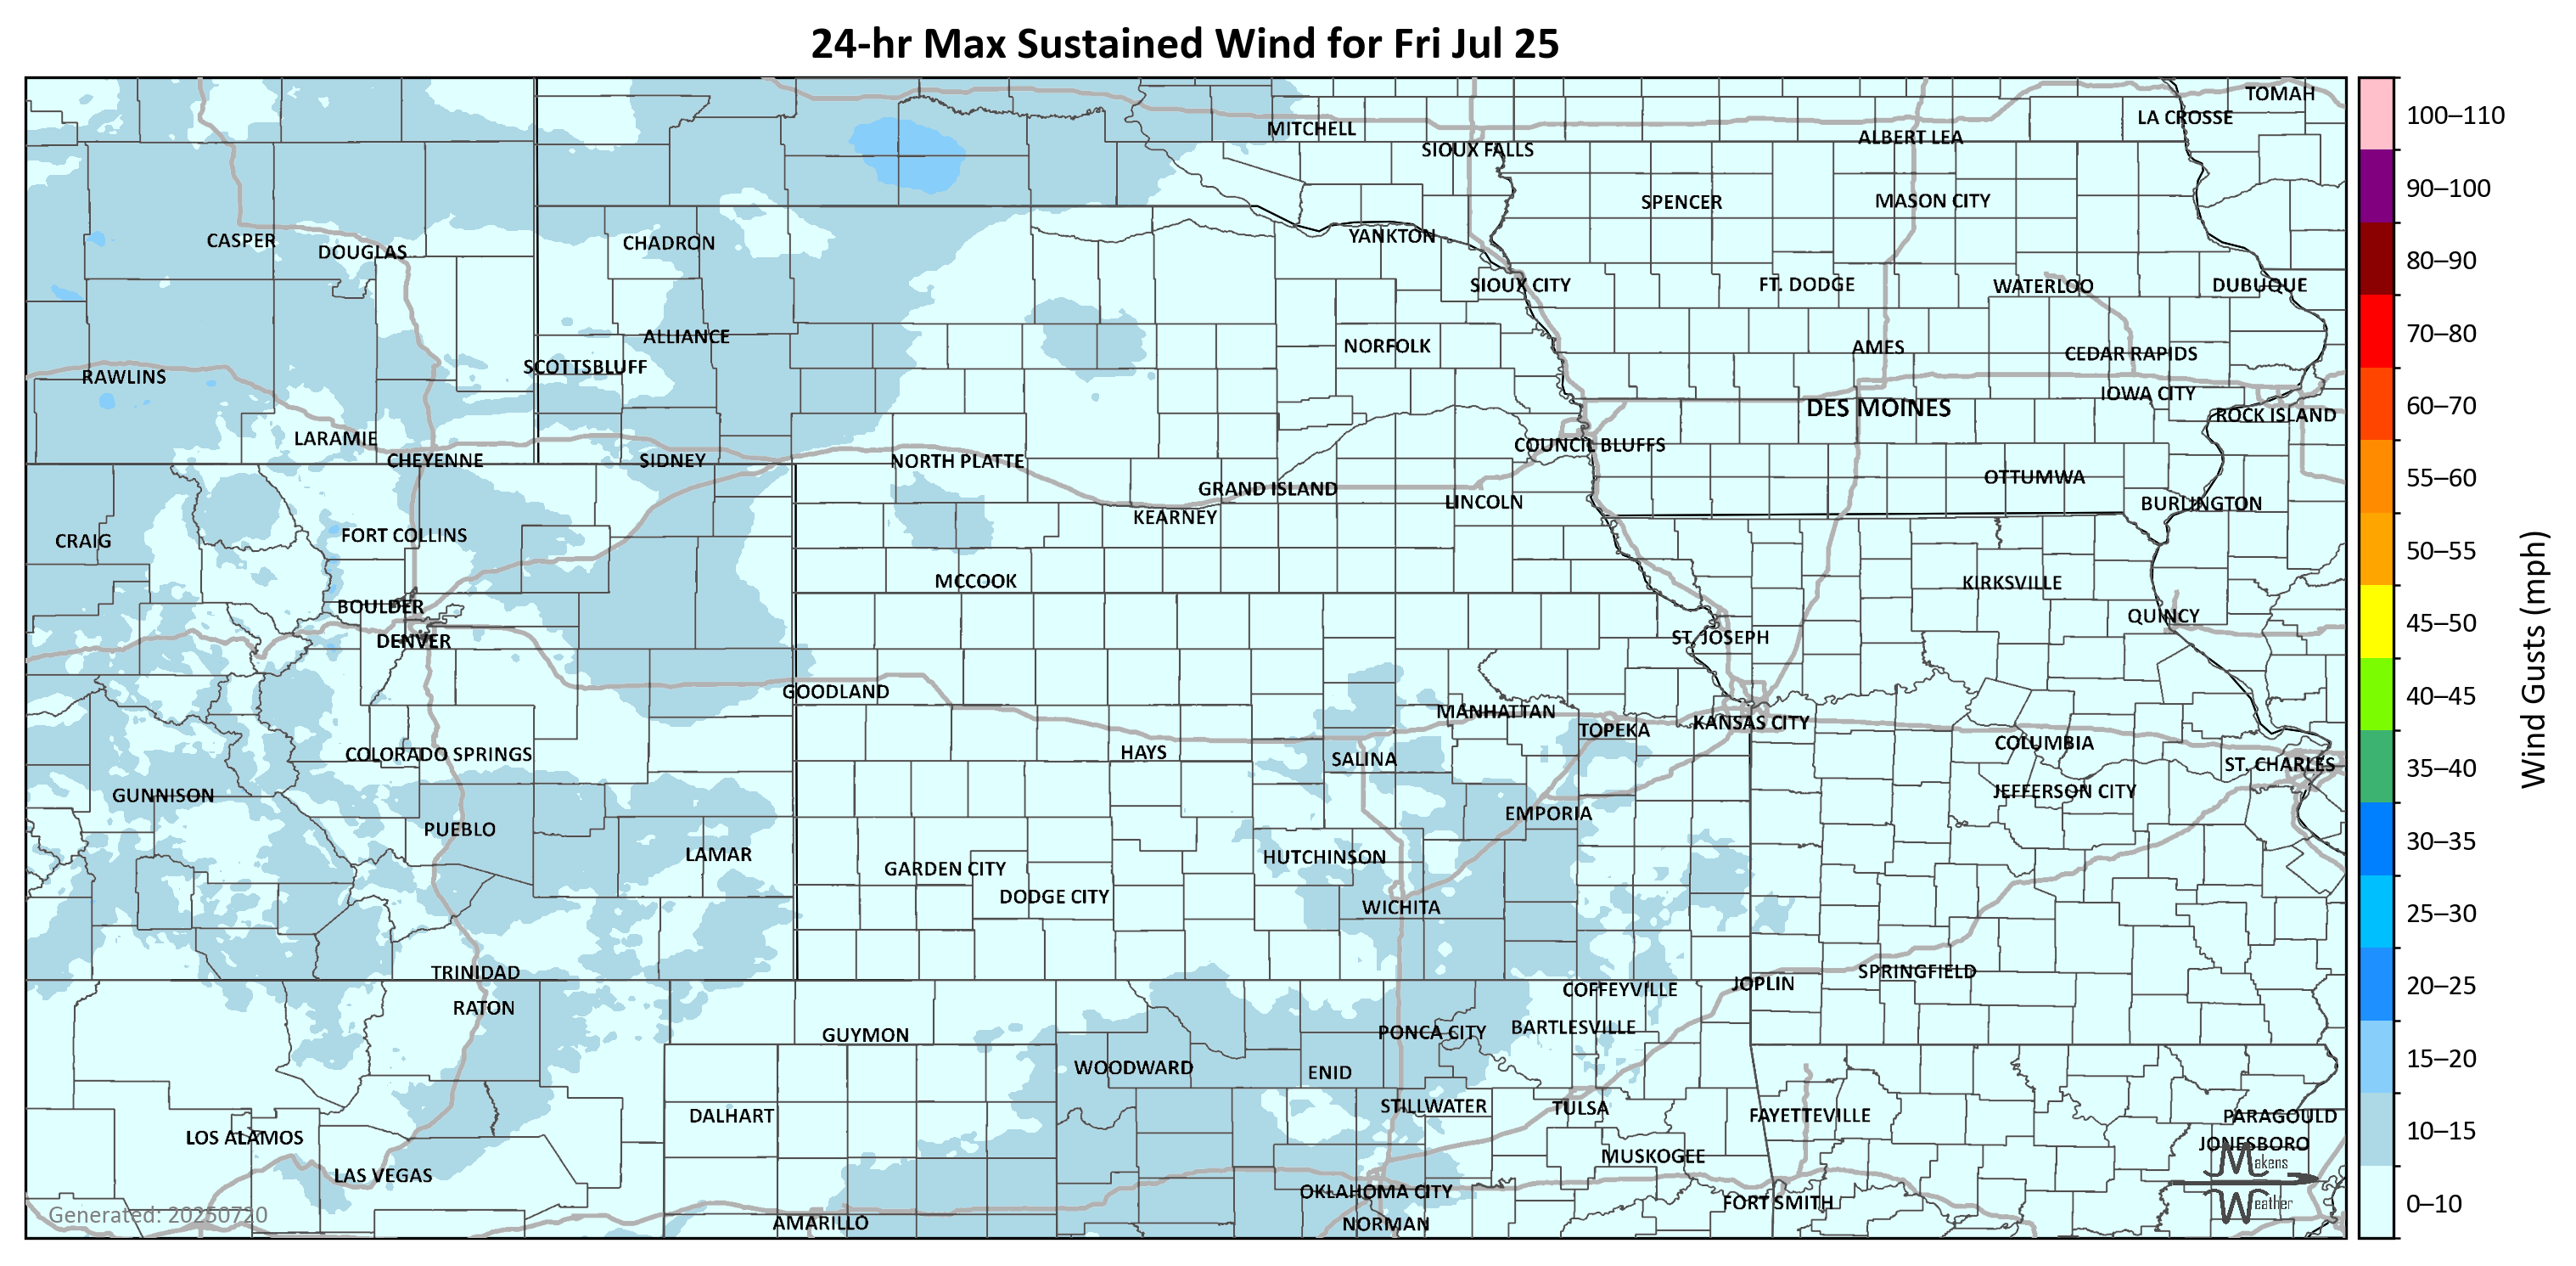 24-hr Max Sustained Wind for Fri Jul 25
TOMAH
LA CROSSE
MITCHELL
ALBERT LEA
SIOUX FALLS
SPENCER
MASON CITY
CASPER
DOUGLAS
CHADRON
YANKTON
SIOUX CITY
FT. DODGE
WATERLOO
DUBUQUE
ALLIANCE
NORFOLK
AMES
CEDAR RAPIDS
SCOTTSBLUFF
RAWLINS
IOWA CITY
DES MOINES
ROCK ISLAND
LARAMIE
COUNCIL BLUFFS
CHEYENNE
SIDNEY
NORTH PLATTE
OTTUMWA
GRAND ISLAND
LINCOLN
BURLINGTON
KEARNEY
CRAIG
FORT COLLINS
MCCOOK
KIRKSVILLE
BOULDER
QUINCY
DENVER
ST. JOSEPH
GOODLAND
MANHATTAN
TOPEKA
KANSAS CITY
COLUMBIA
COLORADO SPRINGS
HAYS
SALINA
ST. CHARLES
GUNNISON
JEFFERSON CITY
EMPORIA
PUEBLO
LAMAR
HUTCHINSON
GARDEN CITY
DODGE CITY
WICHITA
TRINIDAD
SPRINGFIELD
JOPLIN
COFFEYVILLE
RATON
GUYMON
PONCA CITY
BARTLESVILLE
WOODWARD
ENID
STILLWATER
TULSA
DALHART
FAYETTEVILLE
PARAGOULD
LOS ALAMOS
JONESBORO
MUSKOGEE
LAS VEGAS
OKLAHOMA CITY
FORT SMITH
AMARILLO
NORMAN
Makens
Weather
Generated: 20250720
100–110
90–100
80–90
70–80
60–70
55–60
50–55
45–50
40–45
35–40
30–35
25–30
20–25
15–20
10–15
0–10
Wind Gusts (mph)